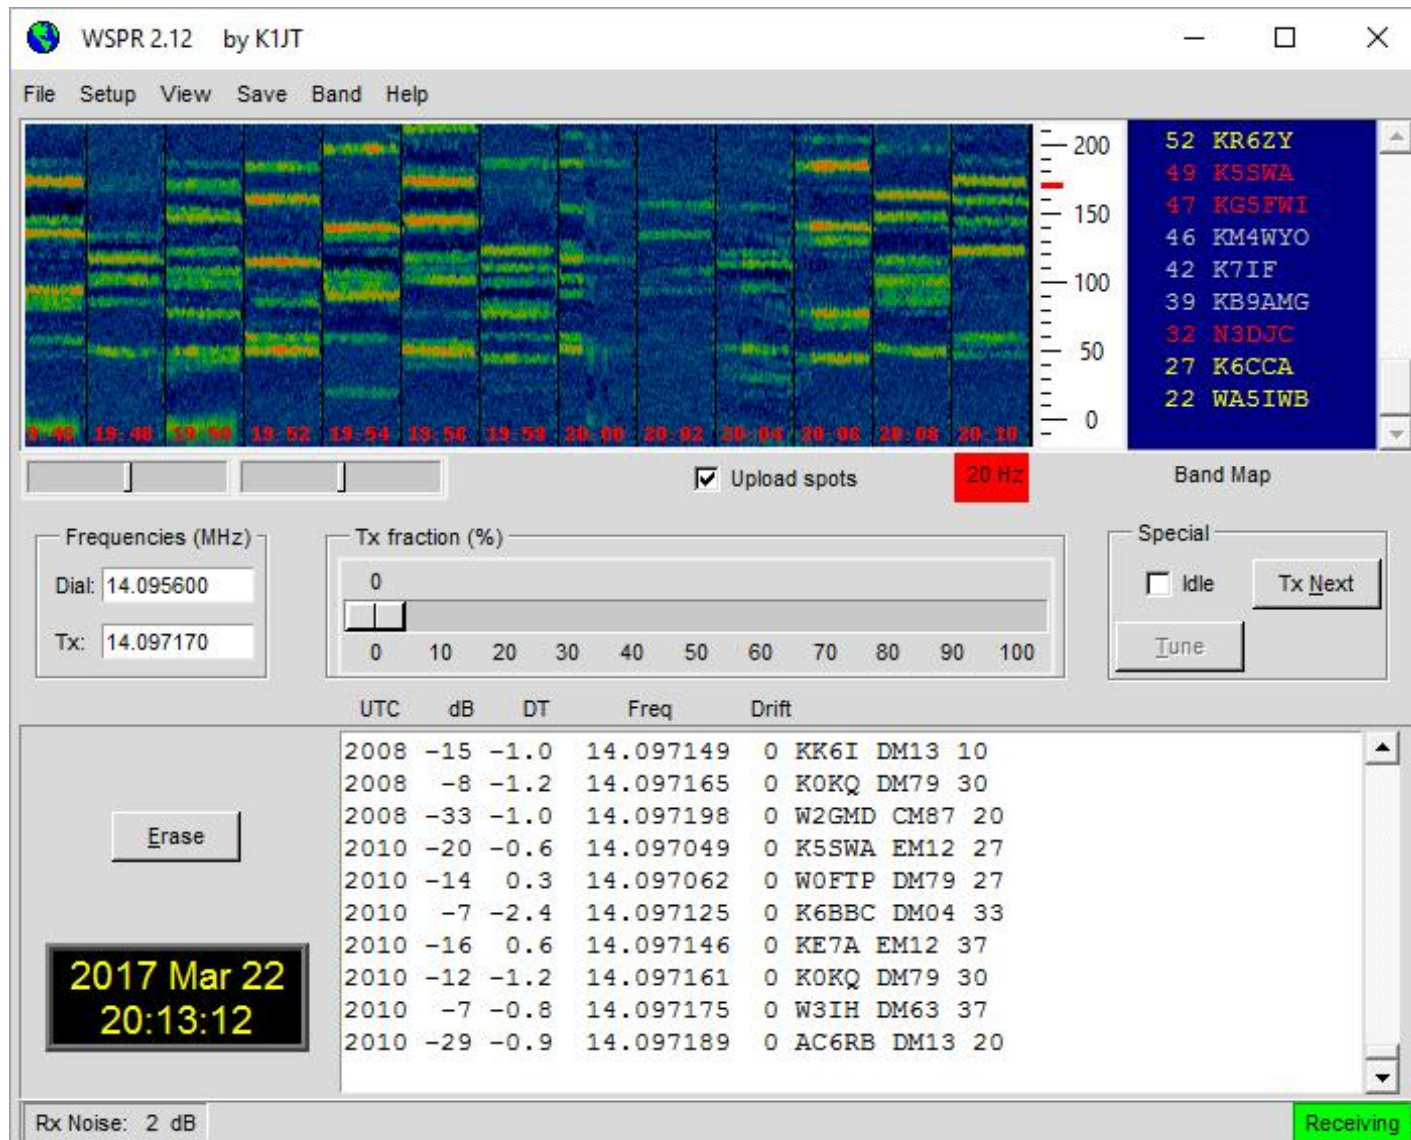 WSPR 2.12 by K1JT
File Setup View Save Band Help
200
150
100
50
0
52 KR6ZY
49 K5SWA
47 KG5FWI
46 KM4WYO
42 K7IF
39 KB9AMG
32 N3DJC
27 K6CCA
22 WA5IWB
19:48 19:50 19:52 19:54 19:56 19:58 20:00 20:02 20:04 20:06 20:08 20:10
Upload spots
20 Hz
Band Map
Frequencies (MHz)
Dial: 14.095600
Tx: 14.097170
Tx fraction (%)
0
0 10 20 30 40 50 60 70 80 90 100
Special
Idle
Tx Next
Tune
UTC dB DT Freq Drift
2008 -15 -1.0 14.097149 0 KK6I DM13 10
2008 -8 -1.2 14.097165 0 K0KQ DM79 30
2008 -33 -1.0 14.097198 0 W2GMD CM87 20
2010 -20 -0.6 14.097049 0 K5SWA EM12 27
2010 -14 0.3 14.097062 0 W0FTP DM79 27
2010 -7 -2.4 14.097125 0 K6BBC DM04 33
2010 -16 0.6 14.097146 0 KE7A EM12 37
2010 -12 -1.2 14.097161 0 K0KQ DM79 30
2010 -7 -0.8 14.097175 0 W3IH DM63 37
2010 -29 -0.9 14.097189 0 AC6RB DM13 20
Erase
2017 Mar 22
20:13:12
Rx Noise: 2 dB
Receiving